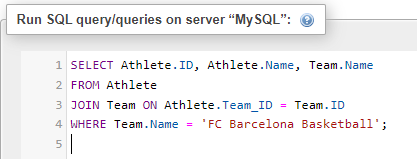 Run SQL query/queries on server “MySQL”:
1 SELECT Athlete.ID, Athlete.Name, Team.Name
2 FROM Athlete
3 JOIN Team ON Athlete.Team_ID = Team.ID
4 WHERE Team.Name = 'FC Barcelona Basketball';
5